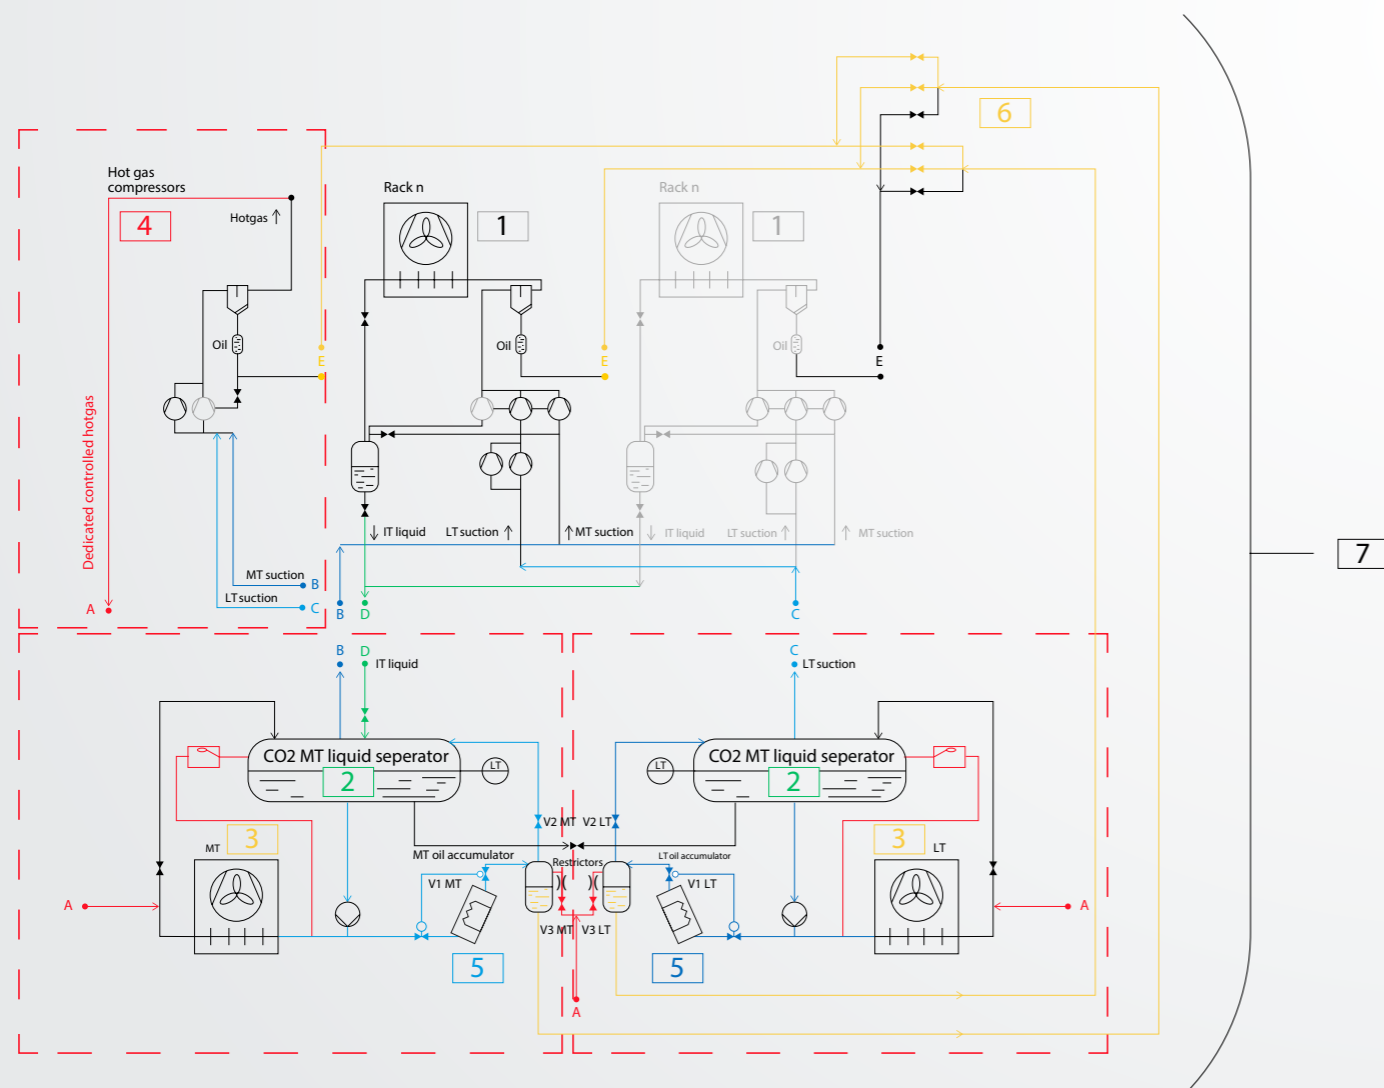 6
Hot gas
compressors
4
Hotgas
Rack n
1
Rack n
1
Oil
E
Oil
E
Oil
E
Dedicated controlled hotgas
IT liquid
LT suction
MT suction
IT liquid
LT suction
MT suction
7
MT suction
B
LT suction
C
A
B
D
C
B
D
IT liquid
C
LT suction
CO2 MT liquid seperator
2
LT
LT
CO2 MT liquid seperator
2
V2 MT
V2 LT
3
MT
MT oil accumulator
Restrictors
LT oil accumulator
3
LT
V1 MT
V1 LT
A
A
V3 MT
V3 LT
5
5
A